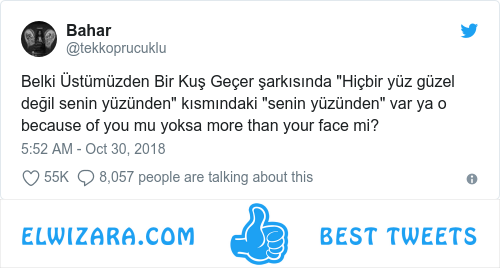 Bahar
@tekkoprucuklu
Belki Üstümüzden Bir Kuş Geçer şarkısında "Hiçbir yüz güzel
değil senin yüzünden" kısmındaki "senin yüzünden" var ya o
because of you mu yoksa more than your face mi?
5:52 AM - Oct 30, 2018
55K 8,057 people are talking about this
ELWIZARA.COM BEST TWEETS